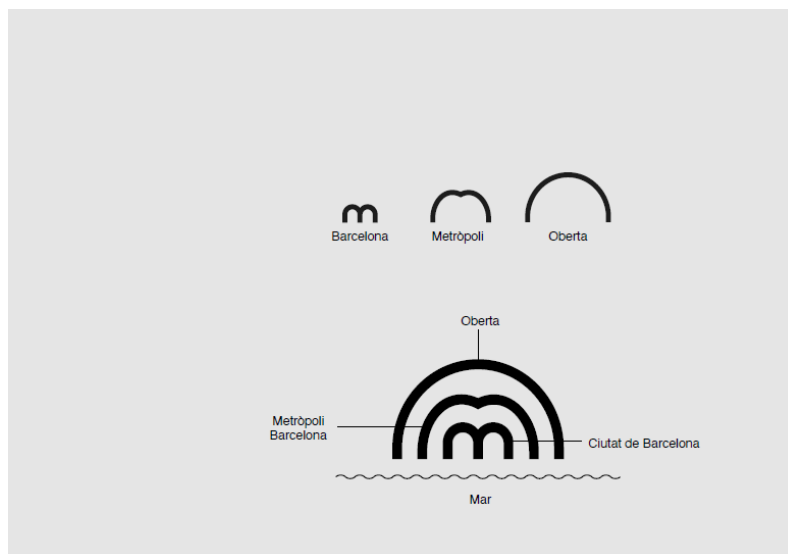 Barcelona
Metròpoli
Oberta
Oberta
Metròpoli
Barcelona
Ciutat de Barcelona
Mar